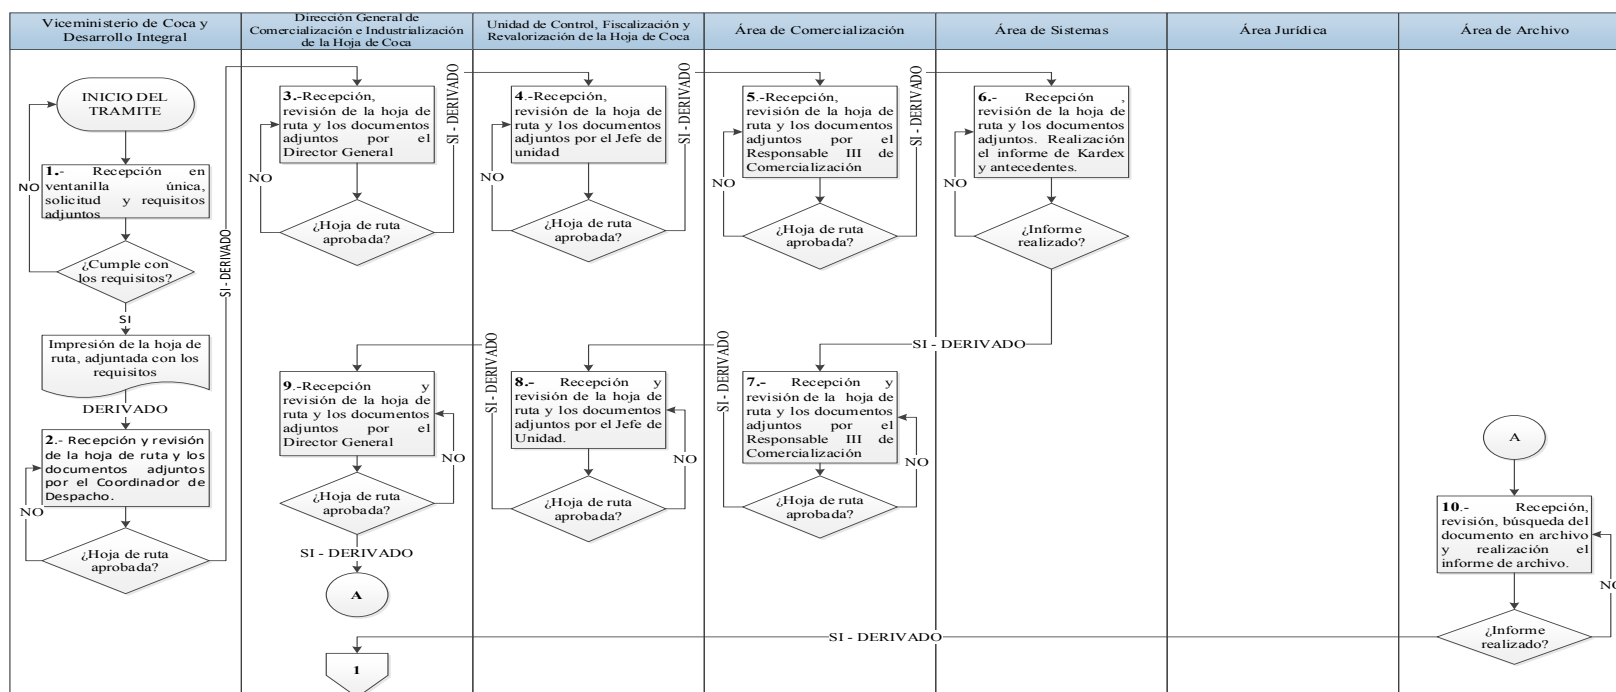 Viceministerio de Coca y
Desarrollo Integral
Dirección General de
Comercialización e Industrialización
de la Hoja de Coca
Unidad de Control, Fiscalización y
Revalorización de la Hoja de Coca
Área de Comercialización
Área de Sistemas
Área Jurídica
Área de Archivo
INICIO DEL
TRAMITE
1.- Recepción en
ventanilla única,
solicitud y requisitos
adjuntos
NO
¿Cumple con
los requisitos?
SI
Impresión de la hoja de
ruta, adjuntada con los
requisitos
DERIVADO
2.- Recepción y revisión
de la hoja de ruta y los
documentos adjuntos
por el Coordinador de
Despacho.
NO
¿Hoja de ruta
aprobada?
SI - DERIVADO
3.-Recepción,
revisión de la hoja de
ruta y los documentos
adjuntos por el
Director General
NO
¿Hoja de ruta
aprobada?
SI - DERIVADO
4.-Recepción,
revisión de la hoja de
ruta y los documentos
adjuntos por el Jefe de
unidad
NO
¿Hoja de ruta
aprobada?
SI - DERIVADO
5.-Recepción,
revisión de la hoja de
ruta y los documentos
adjuntos por el
Responsable III de
Comercialización
NO
¿Hoja de ruta
aprobada?
SI - DERIVADO
6.- Recepción ,
revisión de la hoja de
ruta y los documentos
adjuntos. Realización
el informe de Kardex
y antecedentes.
NO
¿Informe
realizado?
SI - DERIVADO
7.- Recepción y
revisión de la hoja de
ruta y los documentos
adjuntos por el
Responsable III de
Comercialización
NO
¿Hoja de ruta
aprobada?
SI - DERIVADO
8.- Recepción y
revisión de la hoja de
ruta y los documentos
adjuntos por el Jefe de
Unidad.
NO
¿Hoja de ruta
aprobada?
SI - DERIVADO
9.-Recepción y
revisión de la hoja de
ruta y los documentos
adjuntos por el
Director General
NO
¿Hoja de ruta
aprobada?
SI - DERIVADO
A
A
10.- Recepción,
revisión, búsqueda del
documento en archivo
y realización el
informe de archivo.
NO
¿Informe
realizado?
SI - DERIVADO
1